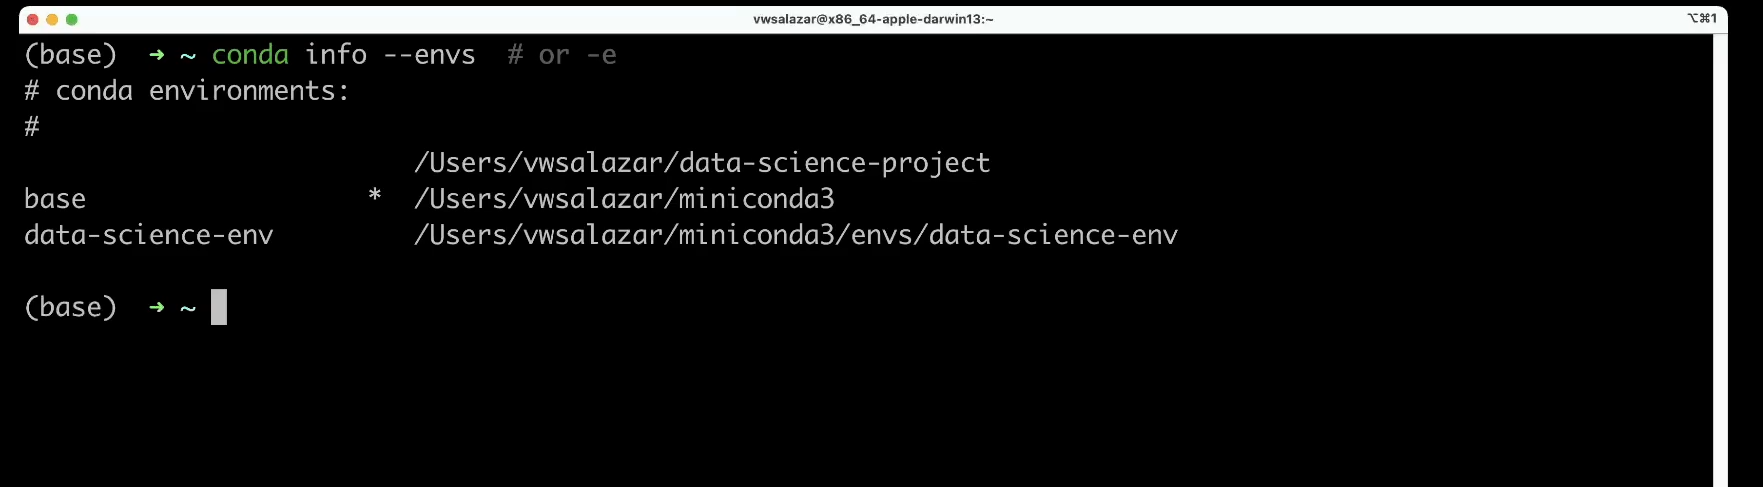 vwsalazar@x86_64-apple-darwin13:~ ⌥⌘1
(base) ➜ ~ conda info --envs # or -e
# conda environments:
#
/Users/vwsalazar/data-science-project
base * /Users/vwsalazar/miniconda3
data-science-env /Users/vwsalazar/miniconda3/envs/data-science-env
(base) ➜ ~